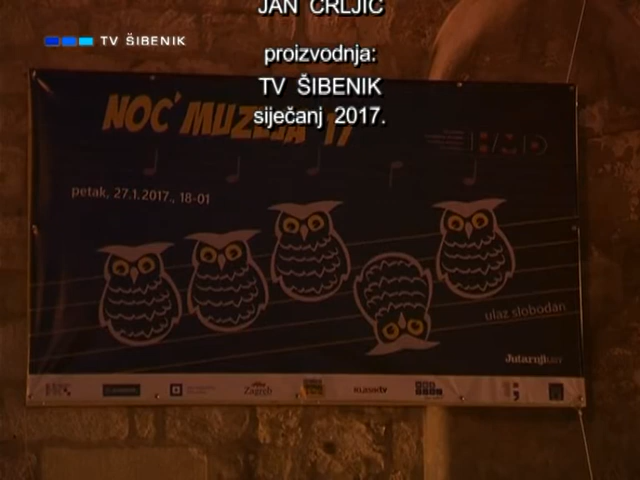 JAN CRLJIĆ
TV ŠIBENIK
proizvodnja:
TV ŠIBENIK
siječanj 2017.
NOĆ MUZEJA 17
petak, 27.1.2017., 18-01
ulaz slobodan
Jutarnji
Zagreb
KLASIKTV